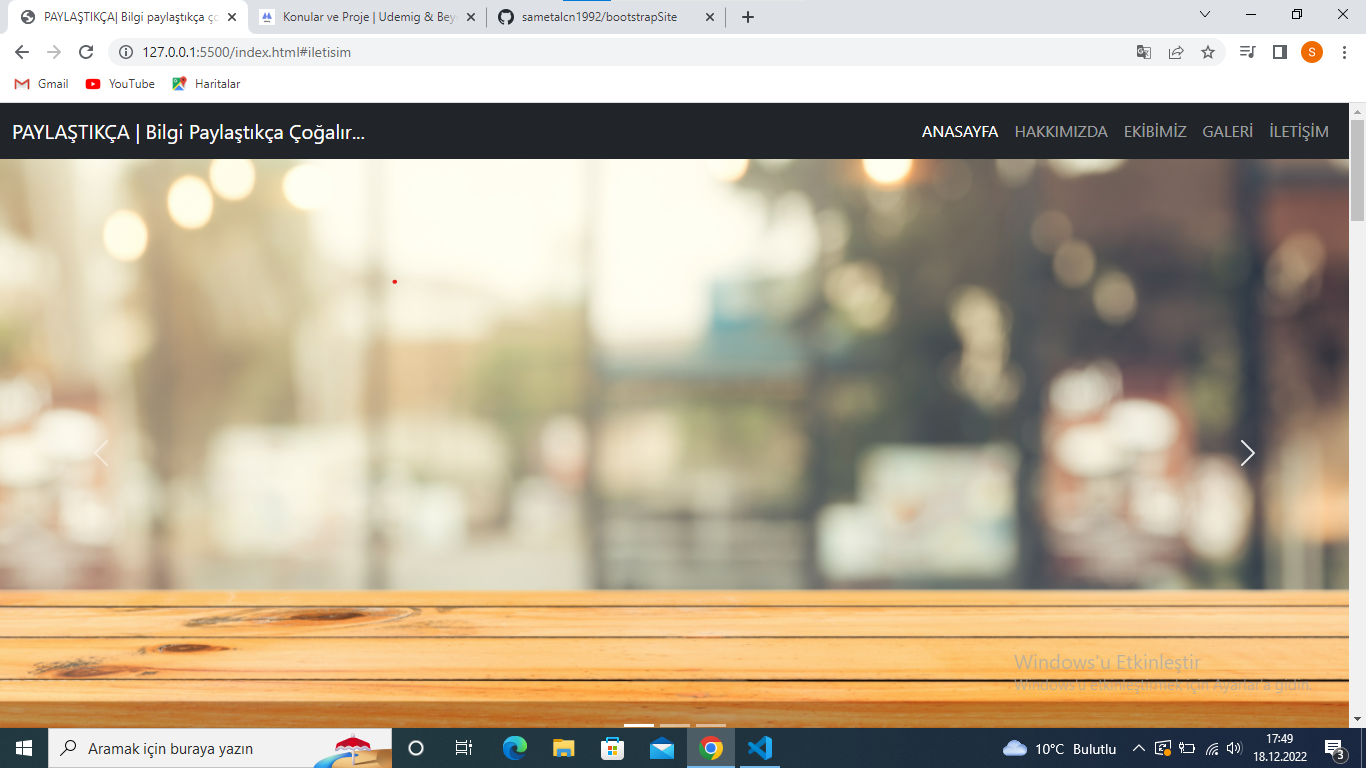 PAYLAŞTIKÇA| Bilgi paylaştıkça ço
Konular ve Proje | Udemig & Bey
sametalcn1992/bootstrapSite
127.0.0.1:5500/index.html#iletisim
S
Gmail
YouTube
Haritalar
PAYLAŞTIKÇA | Bilgi Paylaştıkça Çoğalır...
ANASAYFA
HAKKIMIZDA
EKİBİMİZ
GALERİ
İLETİŞİM
Windows'u Etkinleştir
Windows'u etkinleştirmek için Ayarlar'a gidin.
Aramak için buraya yazın
10°C Bulutlu
17:49
18.12.2022
3